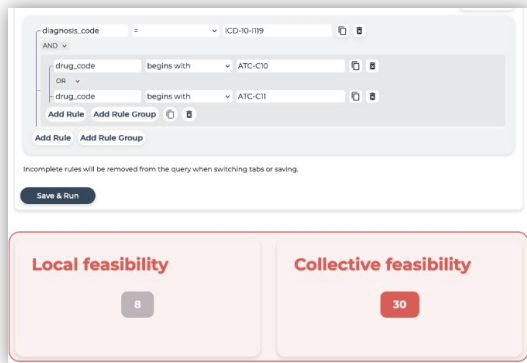 diagnosis_code = ICD-10-I119
AND
drug_code begins with ATC-C10
OR
drug_code begins with ATC-C11
Add Rule Add Rule Group
Add Rule Add Rule Group
Incomplete rules will be removed from the query when switching tabs or saving.
Save & Run
Local feasibility Collective feasibility
8 30